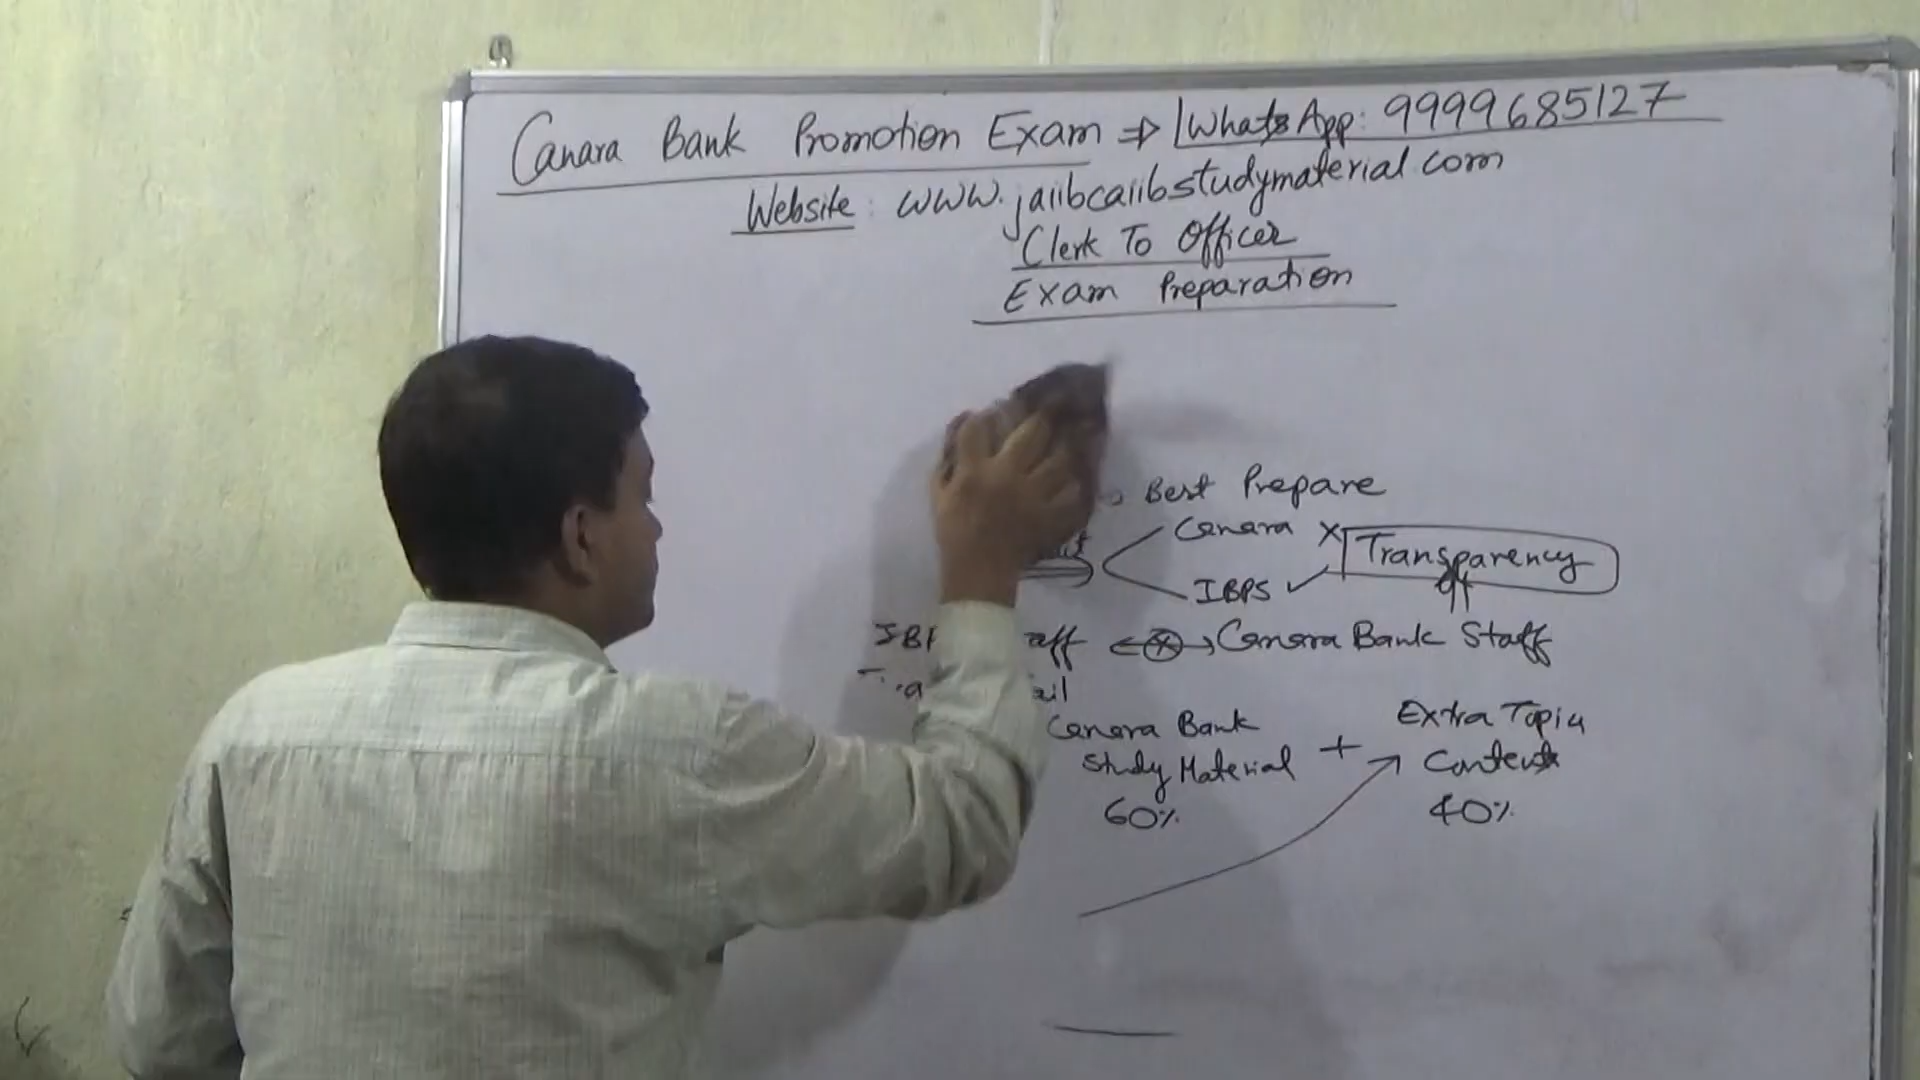 Canara Bank Promotion Exam ⇒ WhatsApp: 9999685127
Website: www.jaiibcaiibstudymaterial.com
Clerk To Officer
Exam Preparation
Best Prepare
Canara X
Transparency
IBPS ✓
Canara Bank Staff
Canara Bank
Study Material
60%
+
Extra Topic
Content
40%